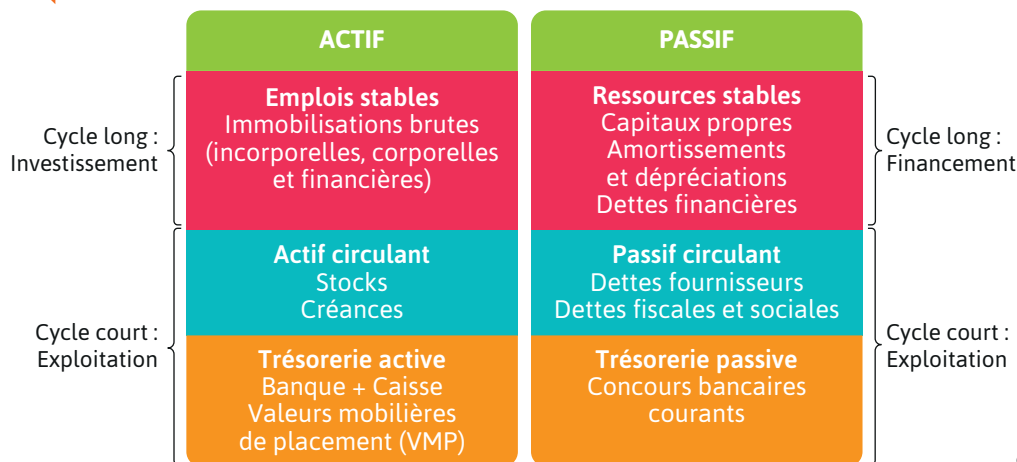 ACTIF
PASSIF
Cycle long :
Investissement
Emplois stables
Immobilisations brutes
(incorporelles, corporelles
et financières)
Ressources stables
Capitaux propres
Amortissements
et dépréciations
Dettes financières
Cycle long :
Financement
Cycle court :
Exploitation
Actif circulant
Stocks
Créances
Passif circulant
Dettes fournisseurs
Dettes fiscales et sociales
Cycle court :
Exploitation
Trésorerie active
Banque + Caisse
Valeurs mobilières
de placement (VMP)
Trésorerie passive
Concours bancaires
courants